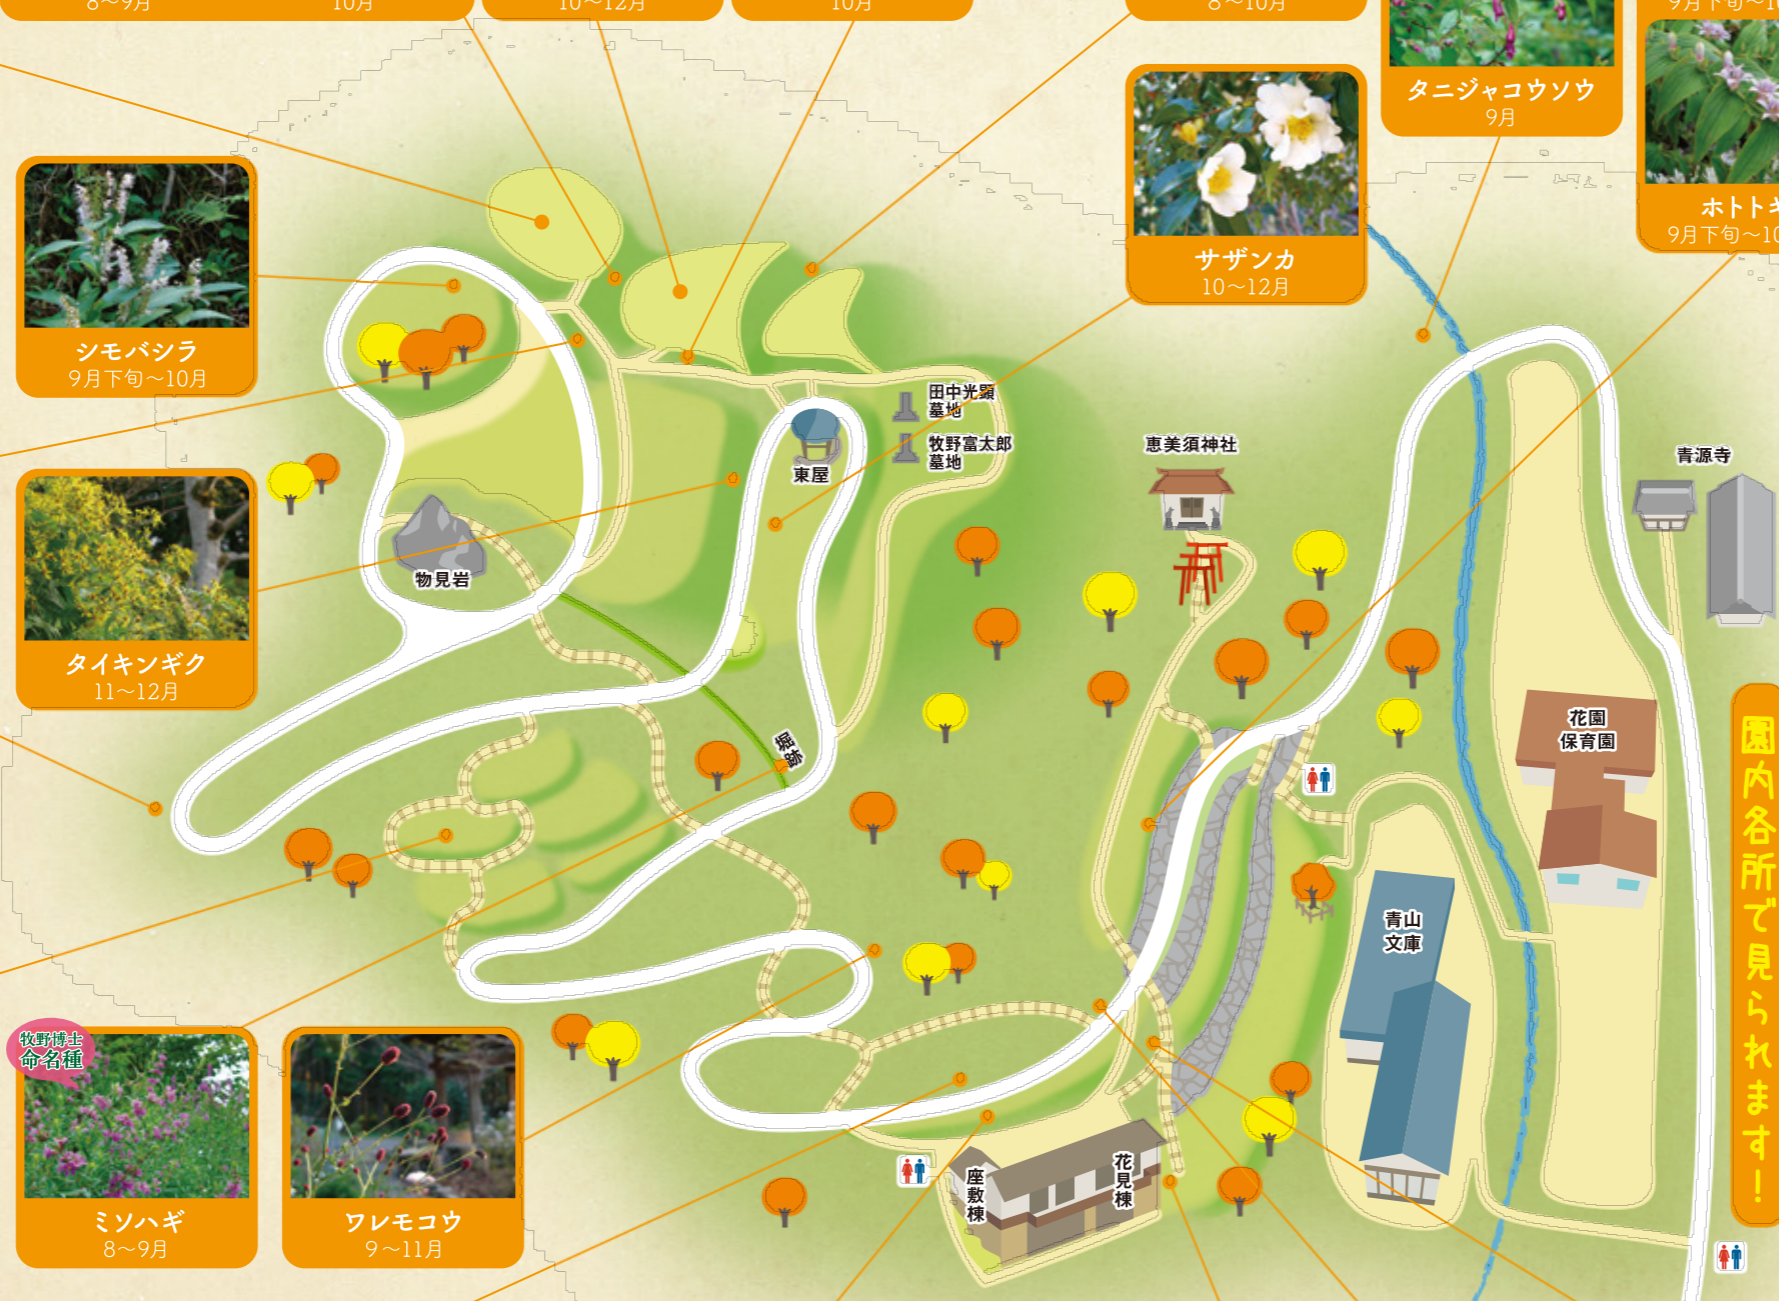 8～9月
10月
10～12月
10月
8～10月
9月下旬～10
タニジャコウソウ
9月
ホトトギ
9月下旬～10
サザンカ
10～12月
シモバシラ
9月下旬～10月
タイキンギク
11～12月
田中光顕
墓地
牧野富太郎
墓地
東屋
物見岩
恵美須神社
青源寺
花園
保育園
青山
文庫
園内各所で見られます！
牧野博士
命名種
ミソハギ
8～9月
ワレモコウ
9～11月
座敷棟
花見棟